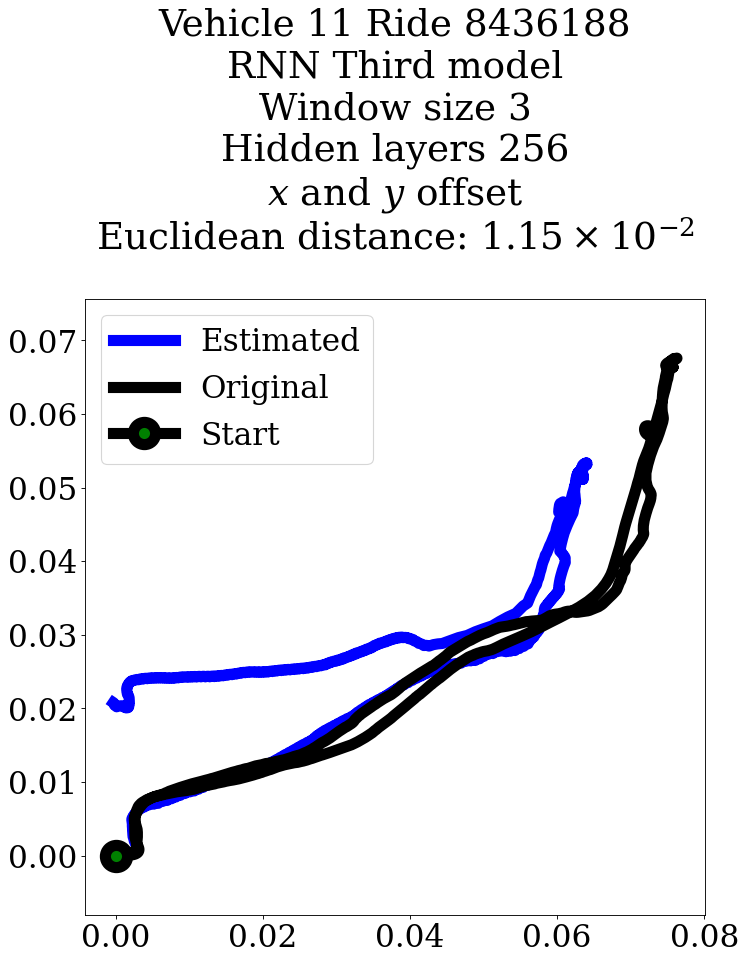 Vehicle 11 Ride 8436188
RNN Third model
Window size 3
Hidden layers 256
x and y offset
Euclidean distance: 1.15 × 10⁻²
Estimated
Original
Start
0.07
0.06
0.05
0.04
0.03
0.02
0.01
0.00
0.00 0.02 0.04 0.06 0.08